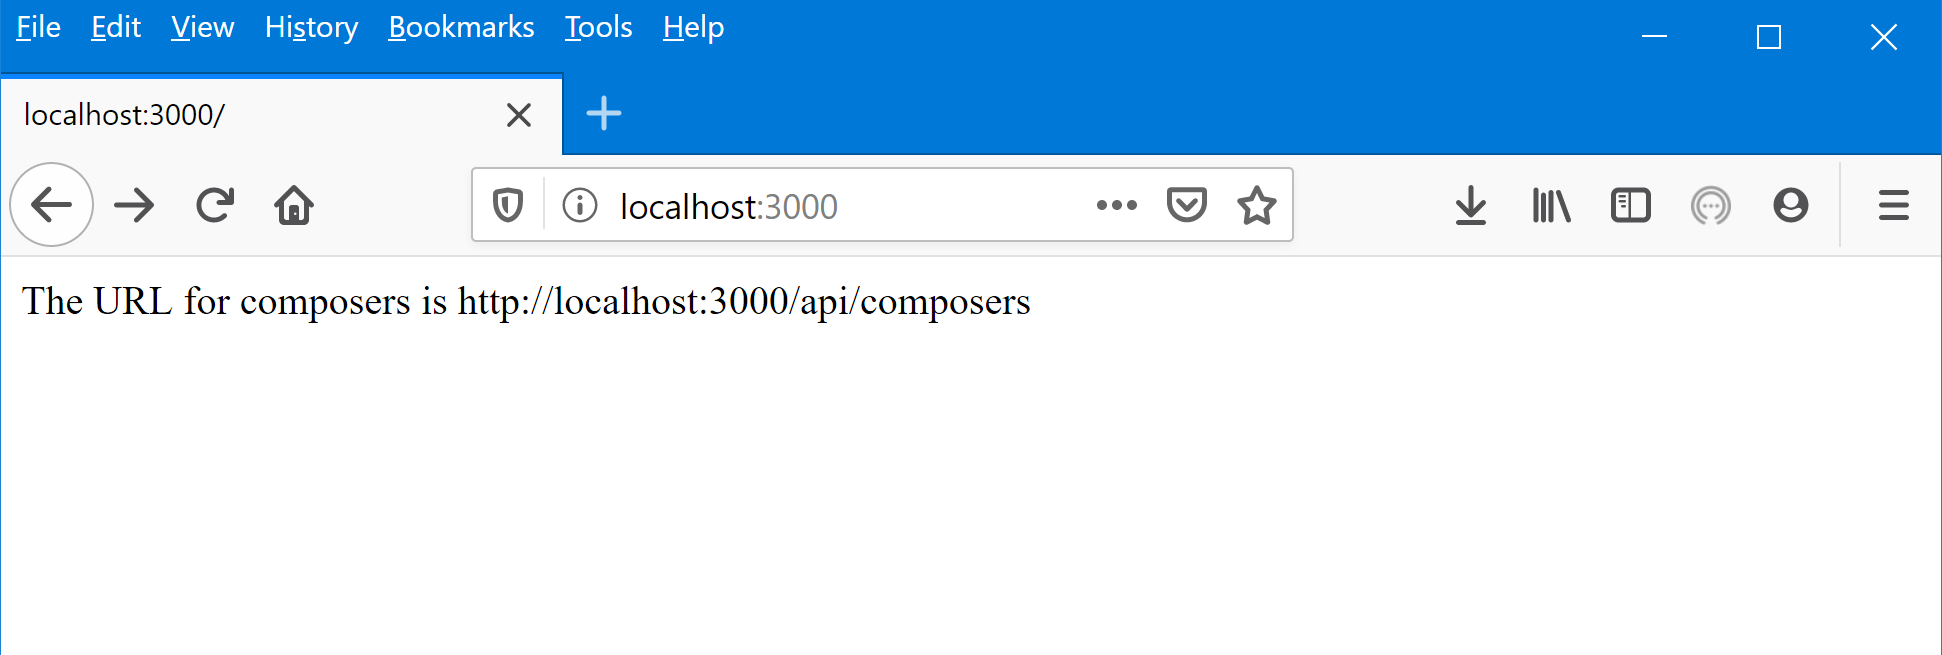 File Edit View History Bookmarks Tools Help
localhost:3000/
localhost:3000
The URL for composers is http://localhost:3000/api/composers